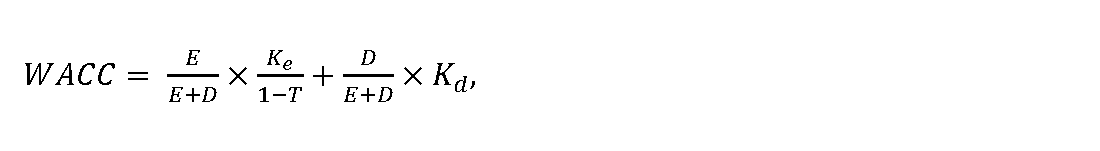 WACC = E/(E+D) × K_e/(1−T) + D/(E+D) × K_d,